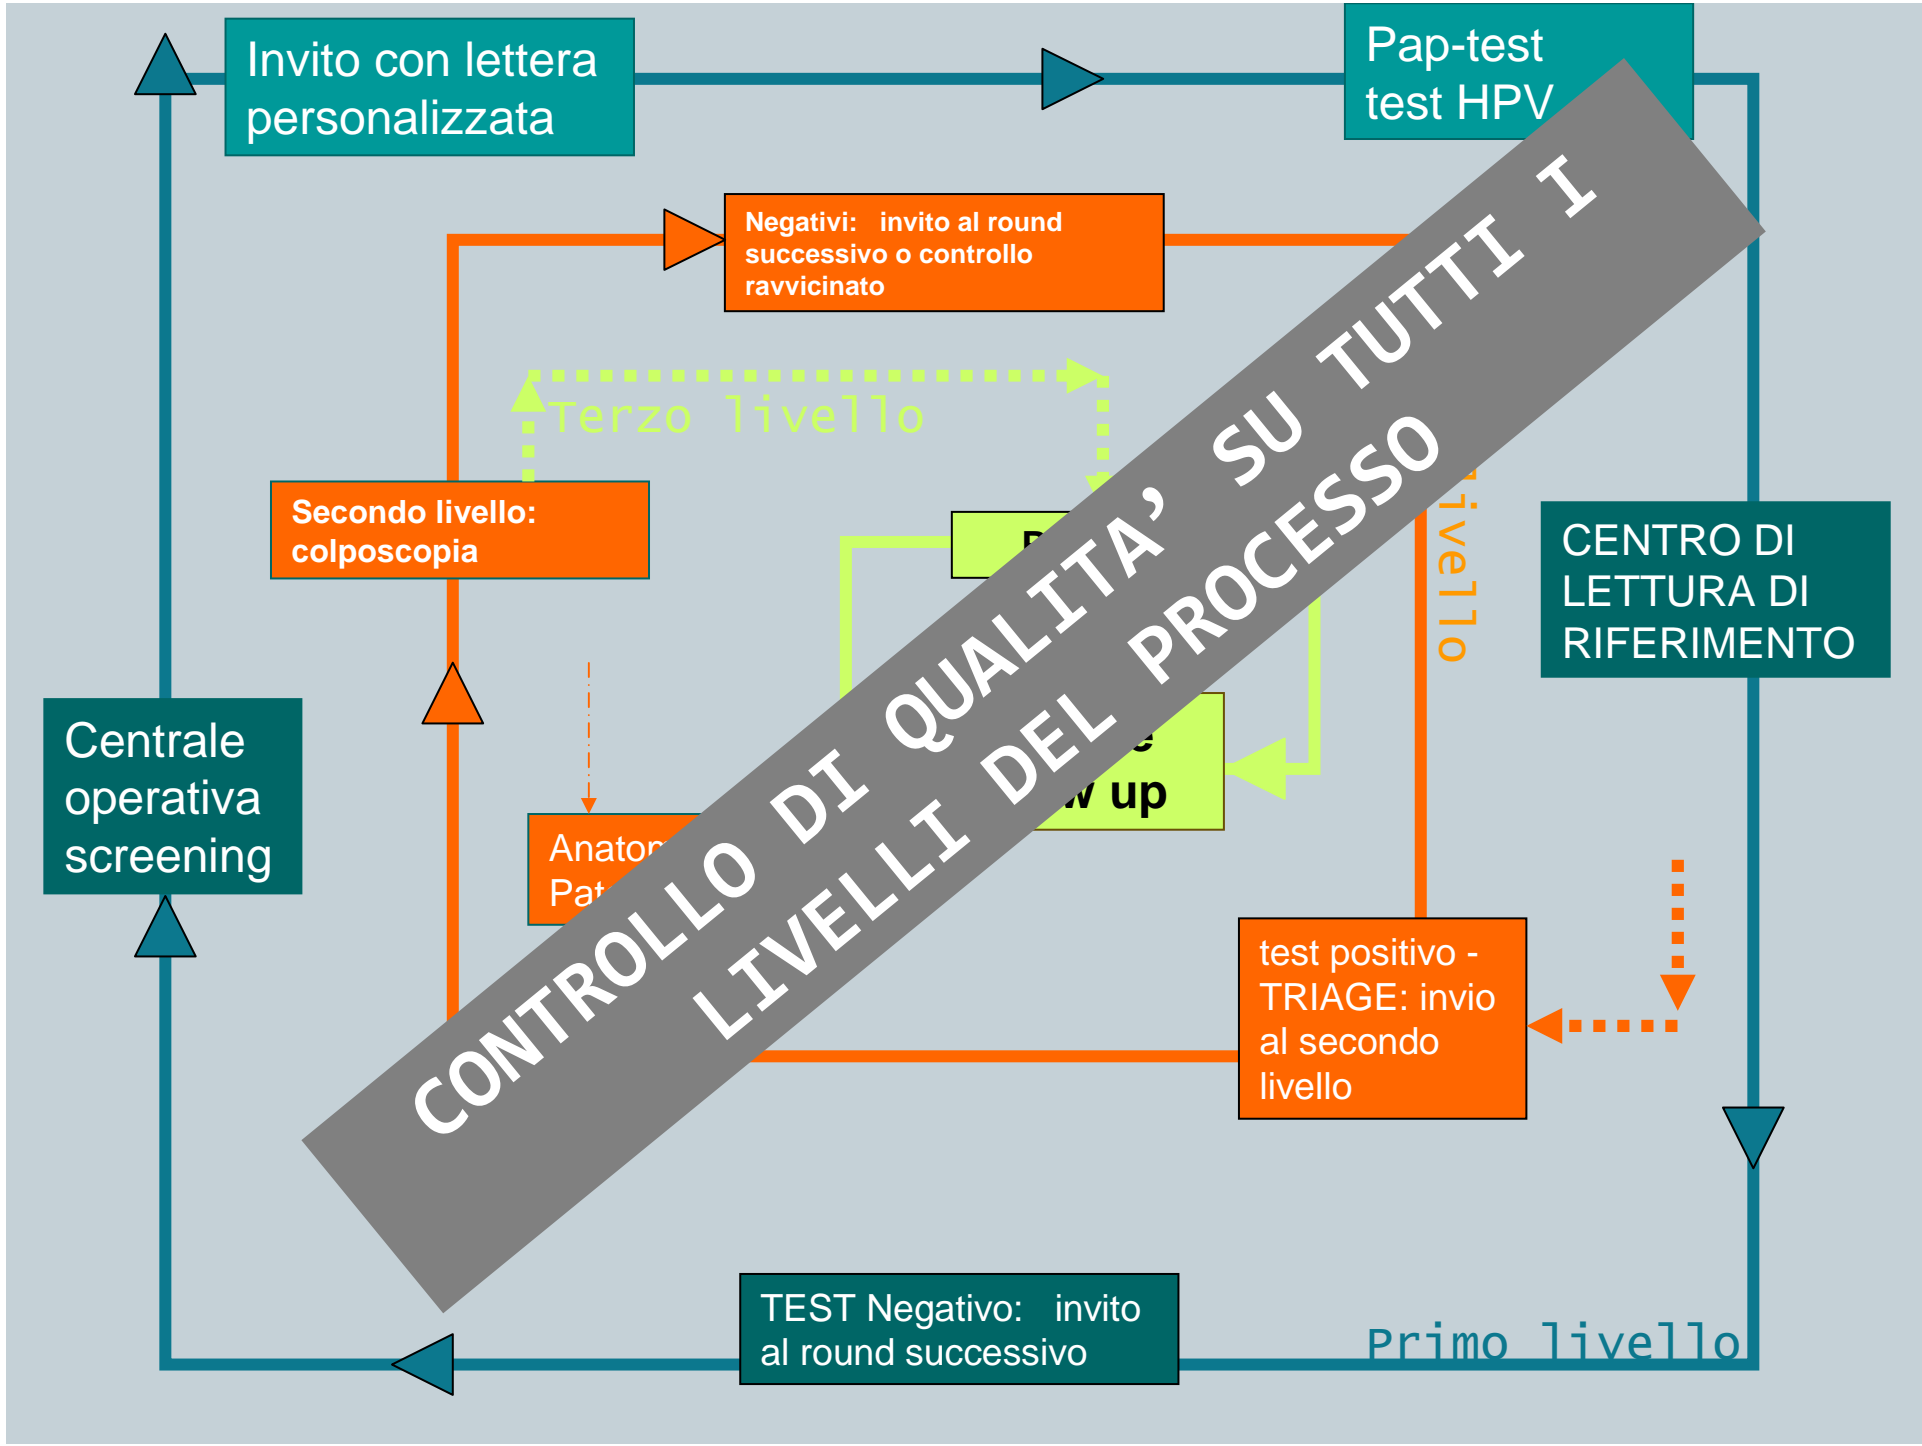 Invito con lettera
personalizzata
Pap-test
test HPV
Negativi:   invito al round
successivo o controllo
ravvicinato
Terzo livello
Secondo livello:
colposcopia
livello
CENTRO DI
LETTURA DI
RIFERIMENTO
Centrale
operativa
screening
up
test positivo -
TRIAGE: invio
al secondo
livello
CONTROLLO DI QUALITA’ SU TUTTI I
LIVELLI DEL PROCESSO
TEST Negativo:   invito
al round successivo
Primo livello